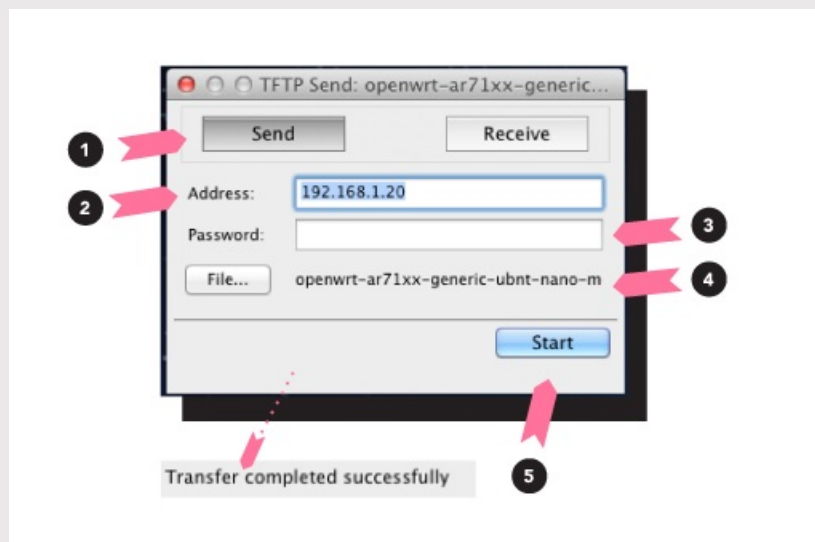 TFTP Send: openwrt-ar71xx-generic...
1
Send
Receive
2
Address:
192.168.1.20
3
Password:
4
File...
openwrt-ar71xx-generic-ubnt-nano-m
Start
5
Transfer completed successfully